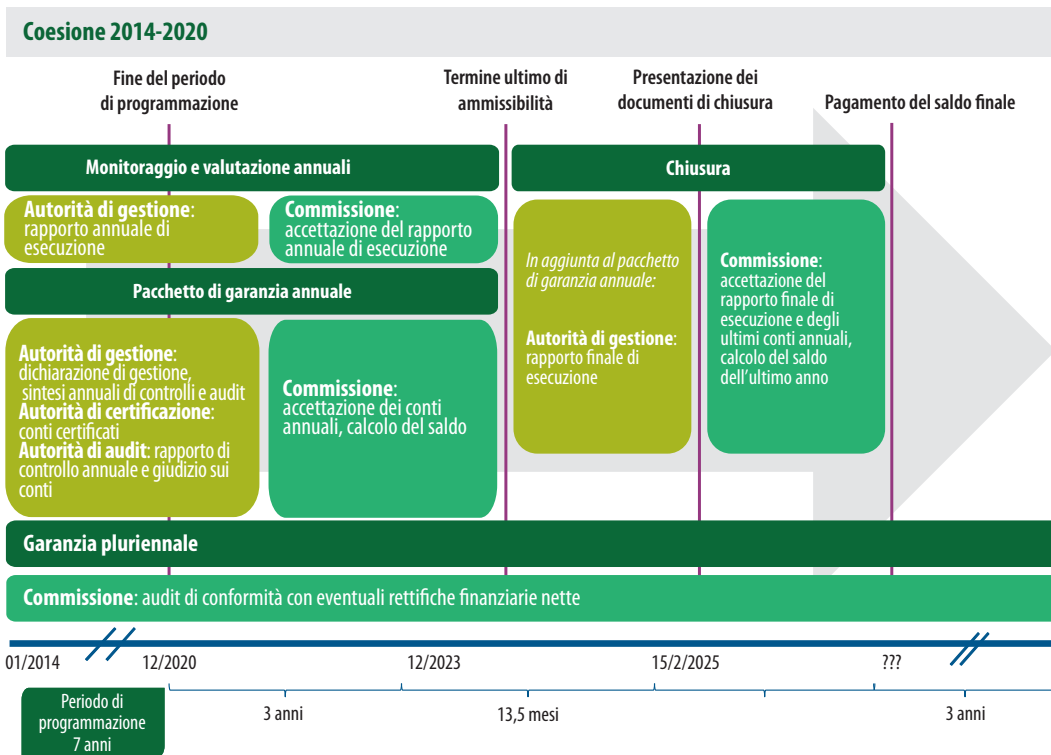 Coesione 2014-2020
Fine del periodo
di programmazione
Termine ultimo di
ammissibilità
Presentazione dei
documenti di chiusura
Pagamento del saldo finale
Monitoraggio e valutazione annuali
Chiusura
Autorità di gestione:
rapporto annuale di
esecuzione
Commissione:
accettazione del rapporto
annuale di esecuzione
Pacchetto di garanzia annuale
Autorità di gestione:
dichiarazione di gestione,
sintesi annuali di controlli e audit
Autorità di certificazione:
conti certificati
Autorità di audit: rapporto di
controllo annuale e giudizio sui
conti
Commissione:
accettazione dei conti
annuali, calcolo del saldo
In aggiunta al pacchetto
di garanzia annuale:
Autorità di gestione:
rapporto finale di
esecuzione
Commissione:
accettazione del
rapporto finale di
esecuzione e degli
ultimi conti annuali,
calcolo del saldo
dell'ultimo anno
Garanzia pluriennale
Commissione: audit di conformità con eventuali rettifiche finanziarie nette
01/2014
12/2020
12/2023
15/2/2025
???
Periodo di
programmazione
7 anni
3 anni
13,5 mesi
3 anni